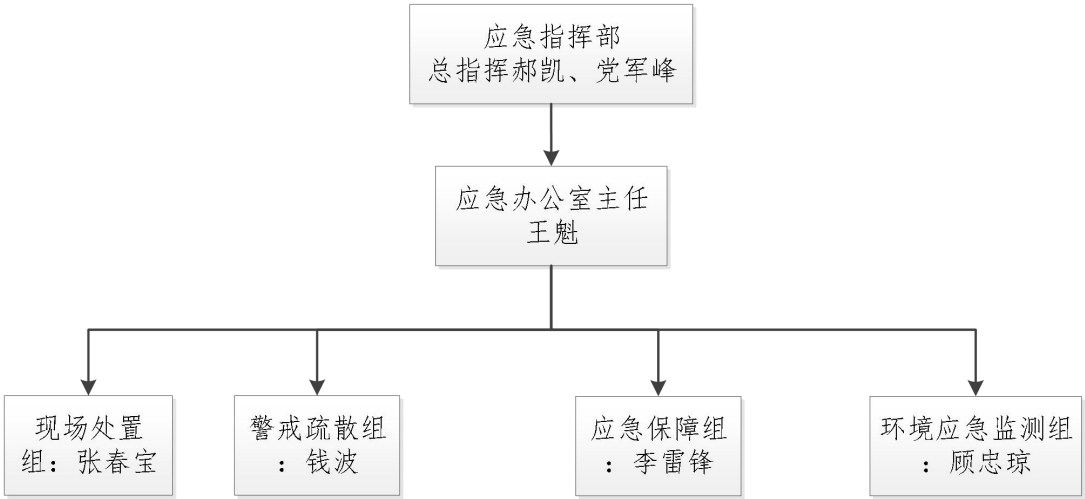 应急指挥部
总指挥郝凯、党军峰
应急办公室主任
王魁
现场处置
组：张春宝
警戒疏散组
：钱波
应急保障组
：李雷锋
环境应急监测组
：顾忠琼